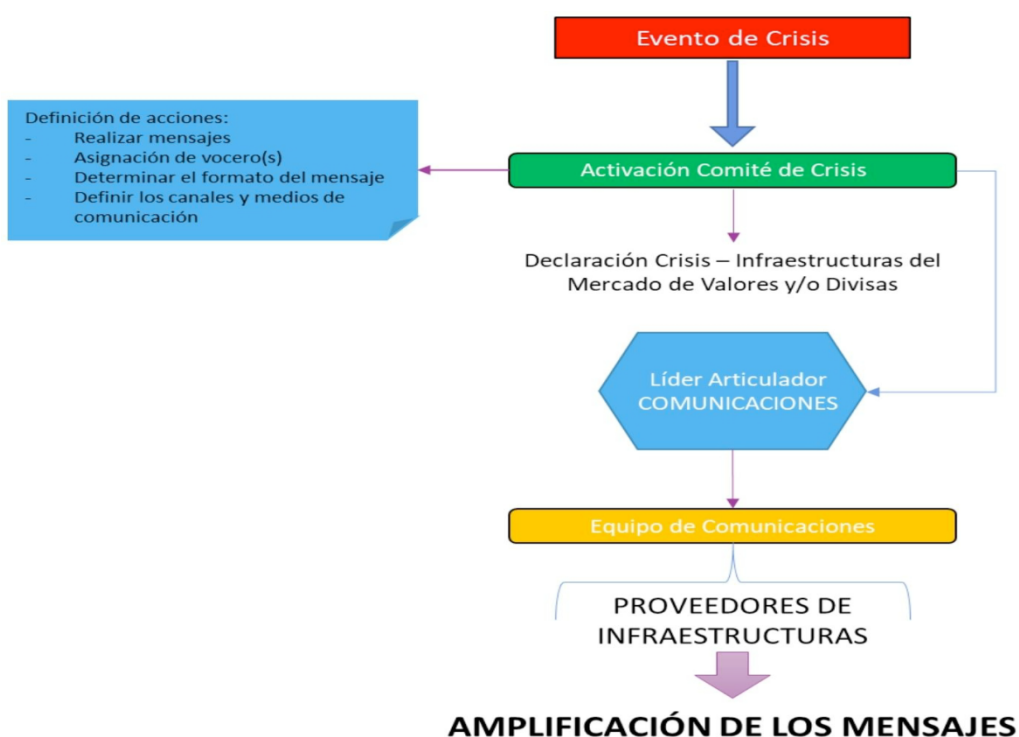 Evento de Crisis
Definición de acciones:
- Realizar mensajes
- Asignación de vocero(s)
- Determinar el formato del mensaje
- Definir los canales y medios de
comunicación
Activación Comité de Crisis
Declaración Crisis – Infraestructuras del
Mercado de Valores y/o Divisas
Líder Articulador
COMUNICACIONES
Equipo de Comunicaciones
PROVEEDORES DE
INFRAESTRUCTURAS
AMPLIFICACIÓN DE LOS MENSAJES